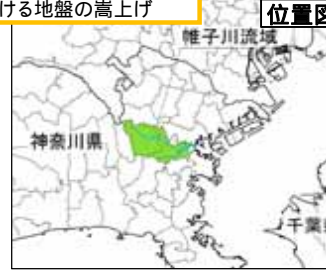 ける地盤の嵩上げ
位置図
帷子川流域
神奈川県
千葉県